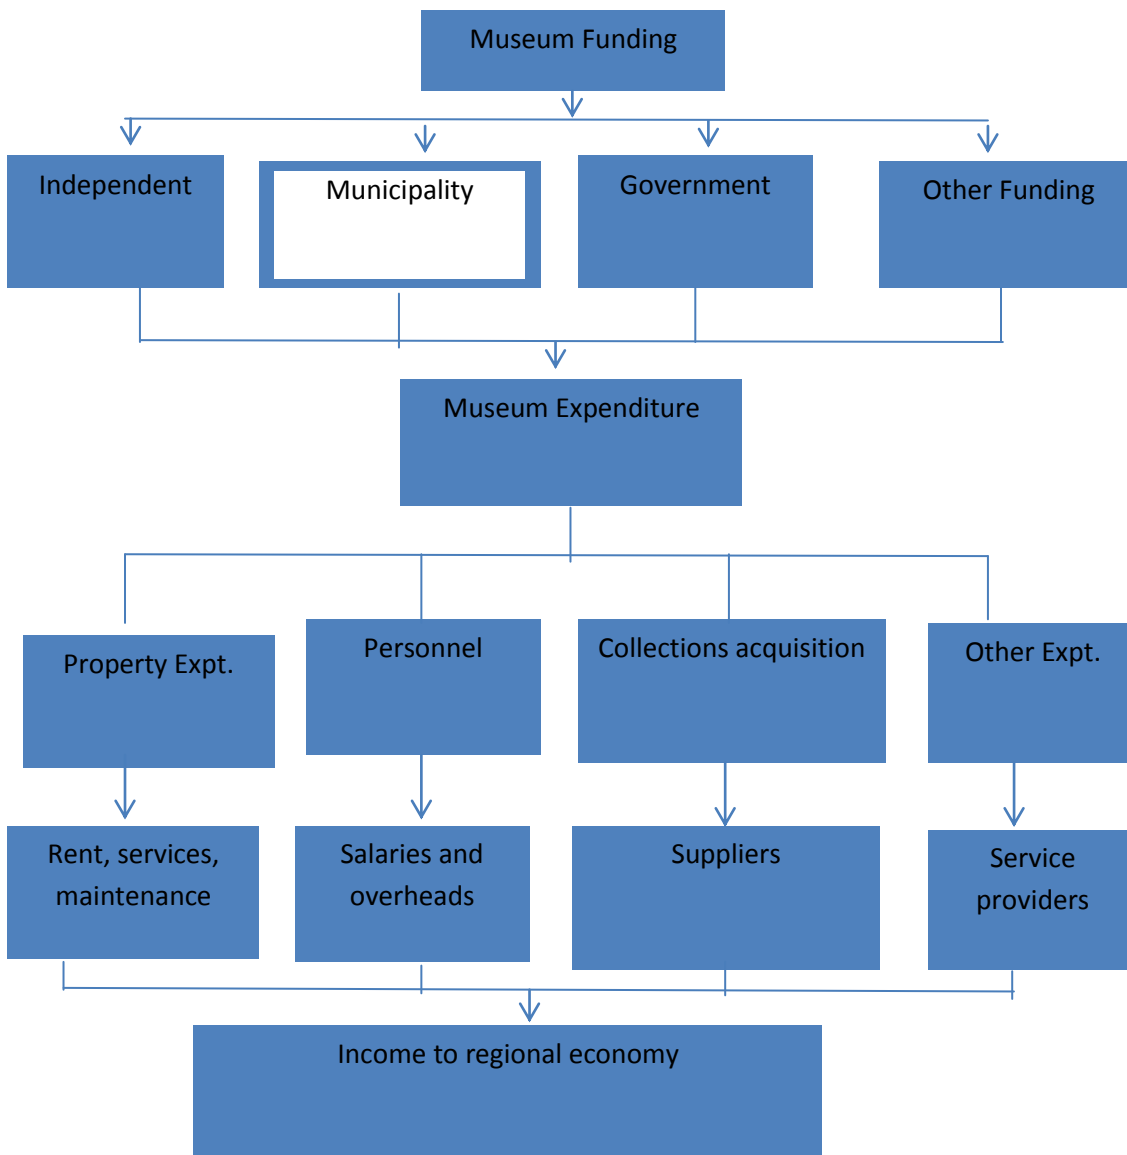 Museum Funding
Independent
Municipality
Government
Other Funding
Museum Expenditure
Property Expt.
Personnel
Collections acquisition
Other Expt.
Rent, services,
maintenance
Salaries and
overheads
Suppliers
Service
providers
Income to regional economy